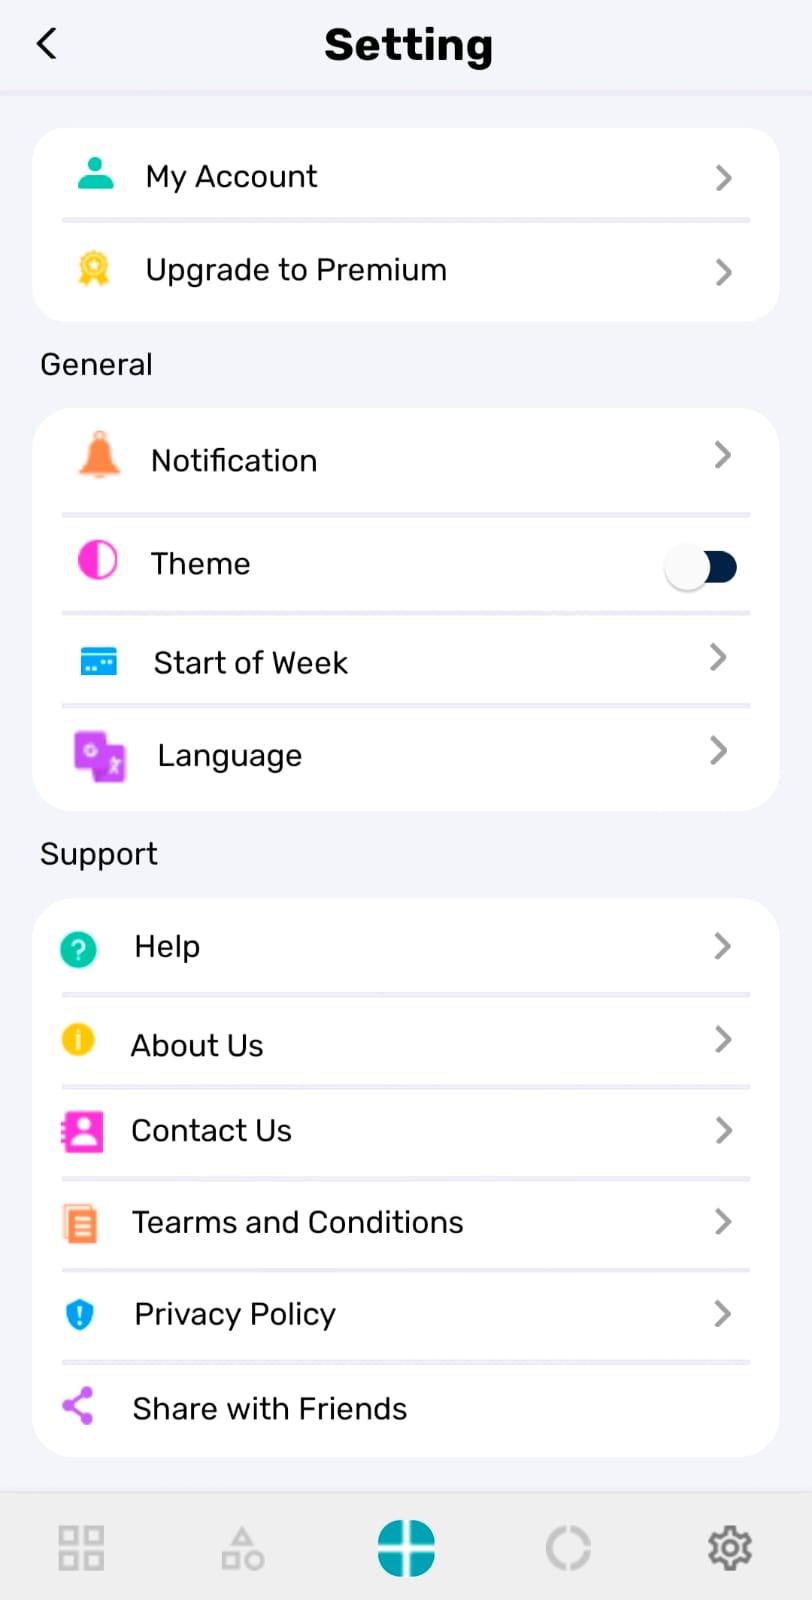 Setting
My Account
Upgrade to Premium
General
Notification
Theme
Start of Week
Language
Support
Help
About Us
Contact Us
Tearms and Conditions
Privacy Policy
Share with Friends